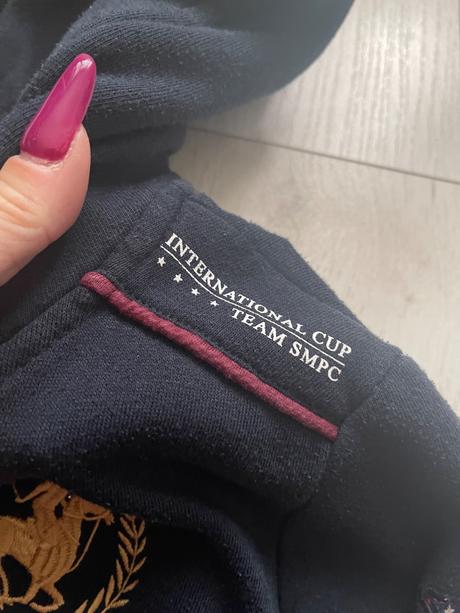 INTERNATIONAL CUP
TEAM SMPC